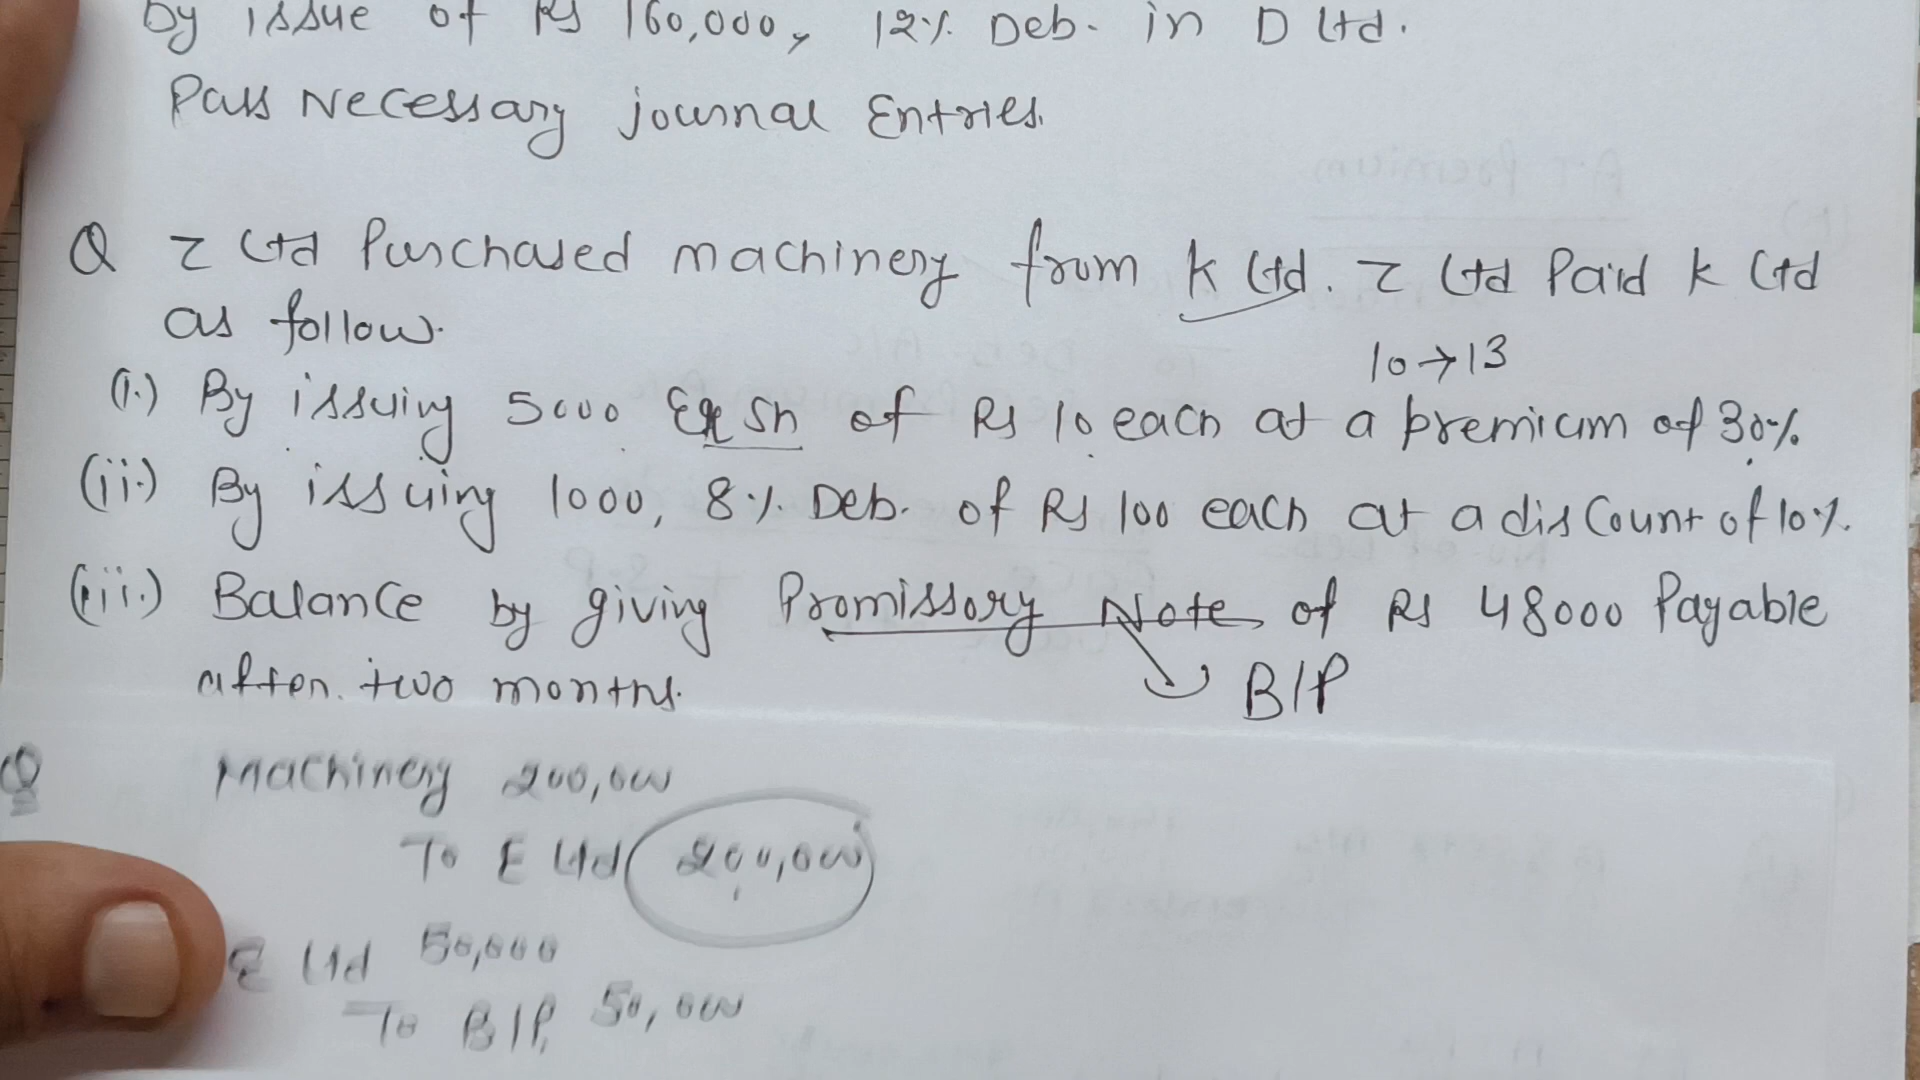 by issue of Rs 160,000, 12% Deb. in D Ltd.
Pass Necessary journal Entries.
Q Z Ltd Purchased machinery from K Ltd. Z Ltd Paid K Ltd
as follow.
10→13
(i.) By issuing 5000 Eq Sh of Rs 10 each at a premium of 30%
(ii.) By issuing 1000, 8% Deb. of Rs 100 each at a discount of 10%.
(iii.) Balance by giving Promissory Note of Rs 48000 Payable
after two months.
B/P
Q Machinery 200,000
To E Ltd 200,000
E Ltd 50,000
To B/P 50,000